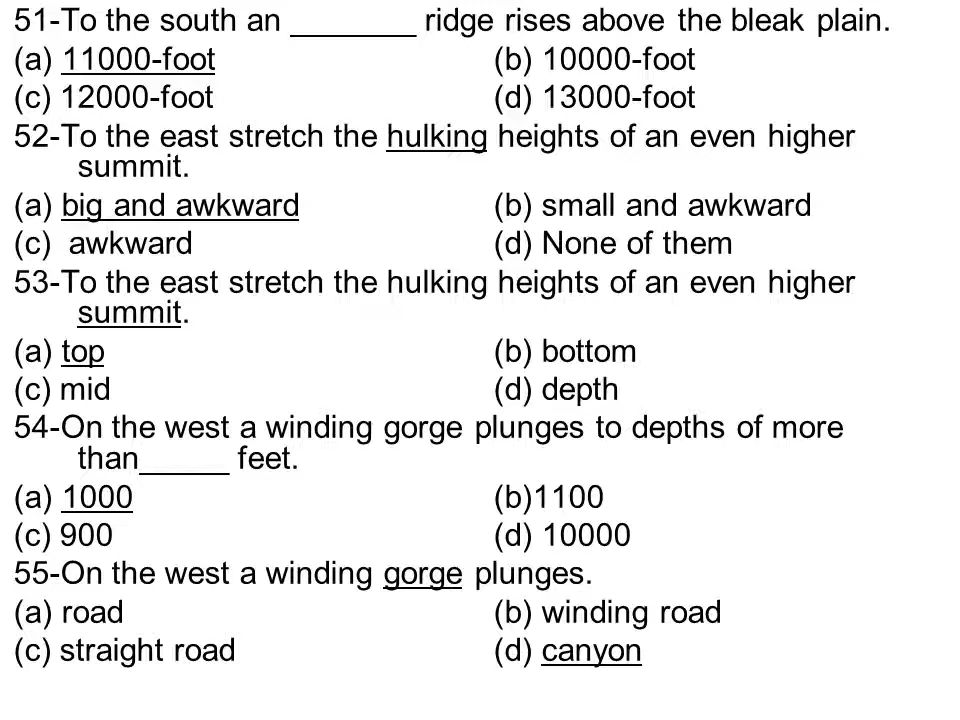 51-To the south an _______ ridge rises above the bleak plain.
(a) 11000-foot (b) 10000-foot
(c) 12000-foot (d) 13000-foot
52-To the east stretch the hulking heights of an even higher
summit.
(a) big and awkward (b) small and awkward
(c) awkward (d) None of them
53-To the east stretch the hulking heights of an even higher
summit.
(a) top (b) bottom
(c) mid (d) depth
54-On the west a winding gorge plunges to depths of more
than_____ feet.
(a) 1000 (b)1100
(c) 900 (d) 10000
55-On the west a winding gorge plunges.
(a) road (b) winding road
(c) straight road (d) canyon